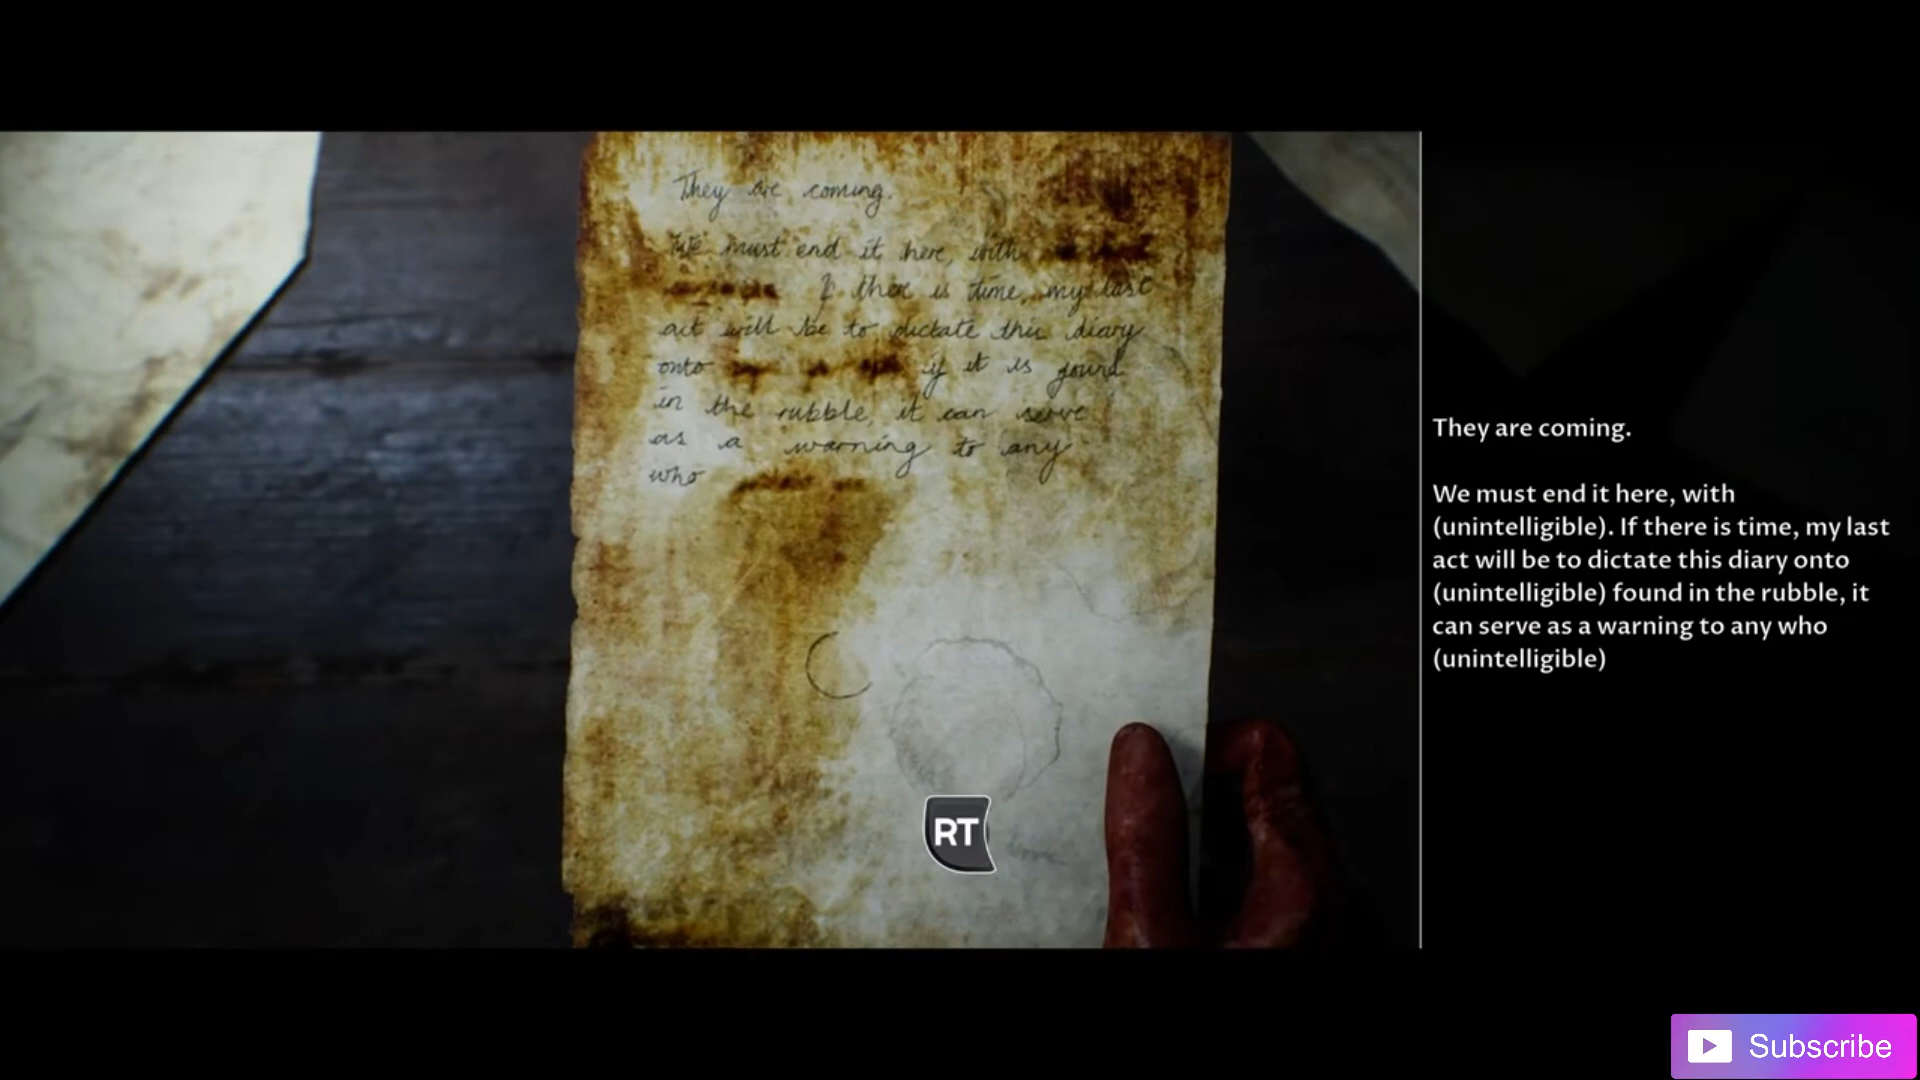 They are coming.
We must end it here, with
If there is time, my last
act will be to dictate this diary
onto if it is found
in the rubble, it can serve
as a warning to any
who
RT
They are coming.
We must end it here, with
(unintelligible). If there is time, my last
act will be to dictate this diary onto
(unintelligible) found in the rubble, it
can serve as a warning to any who
(unintelligible)
Subscribe